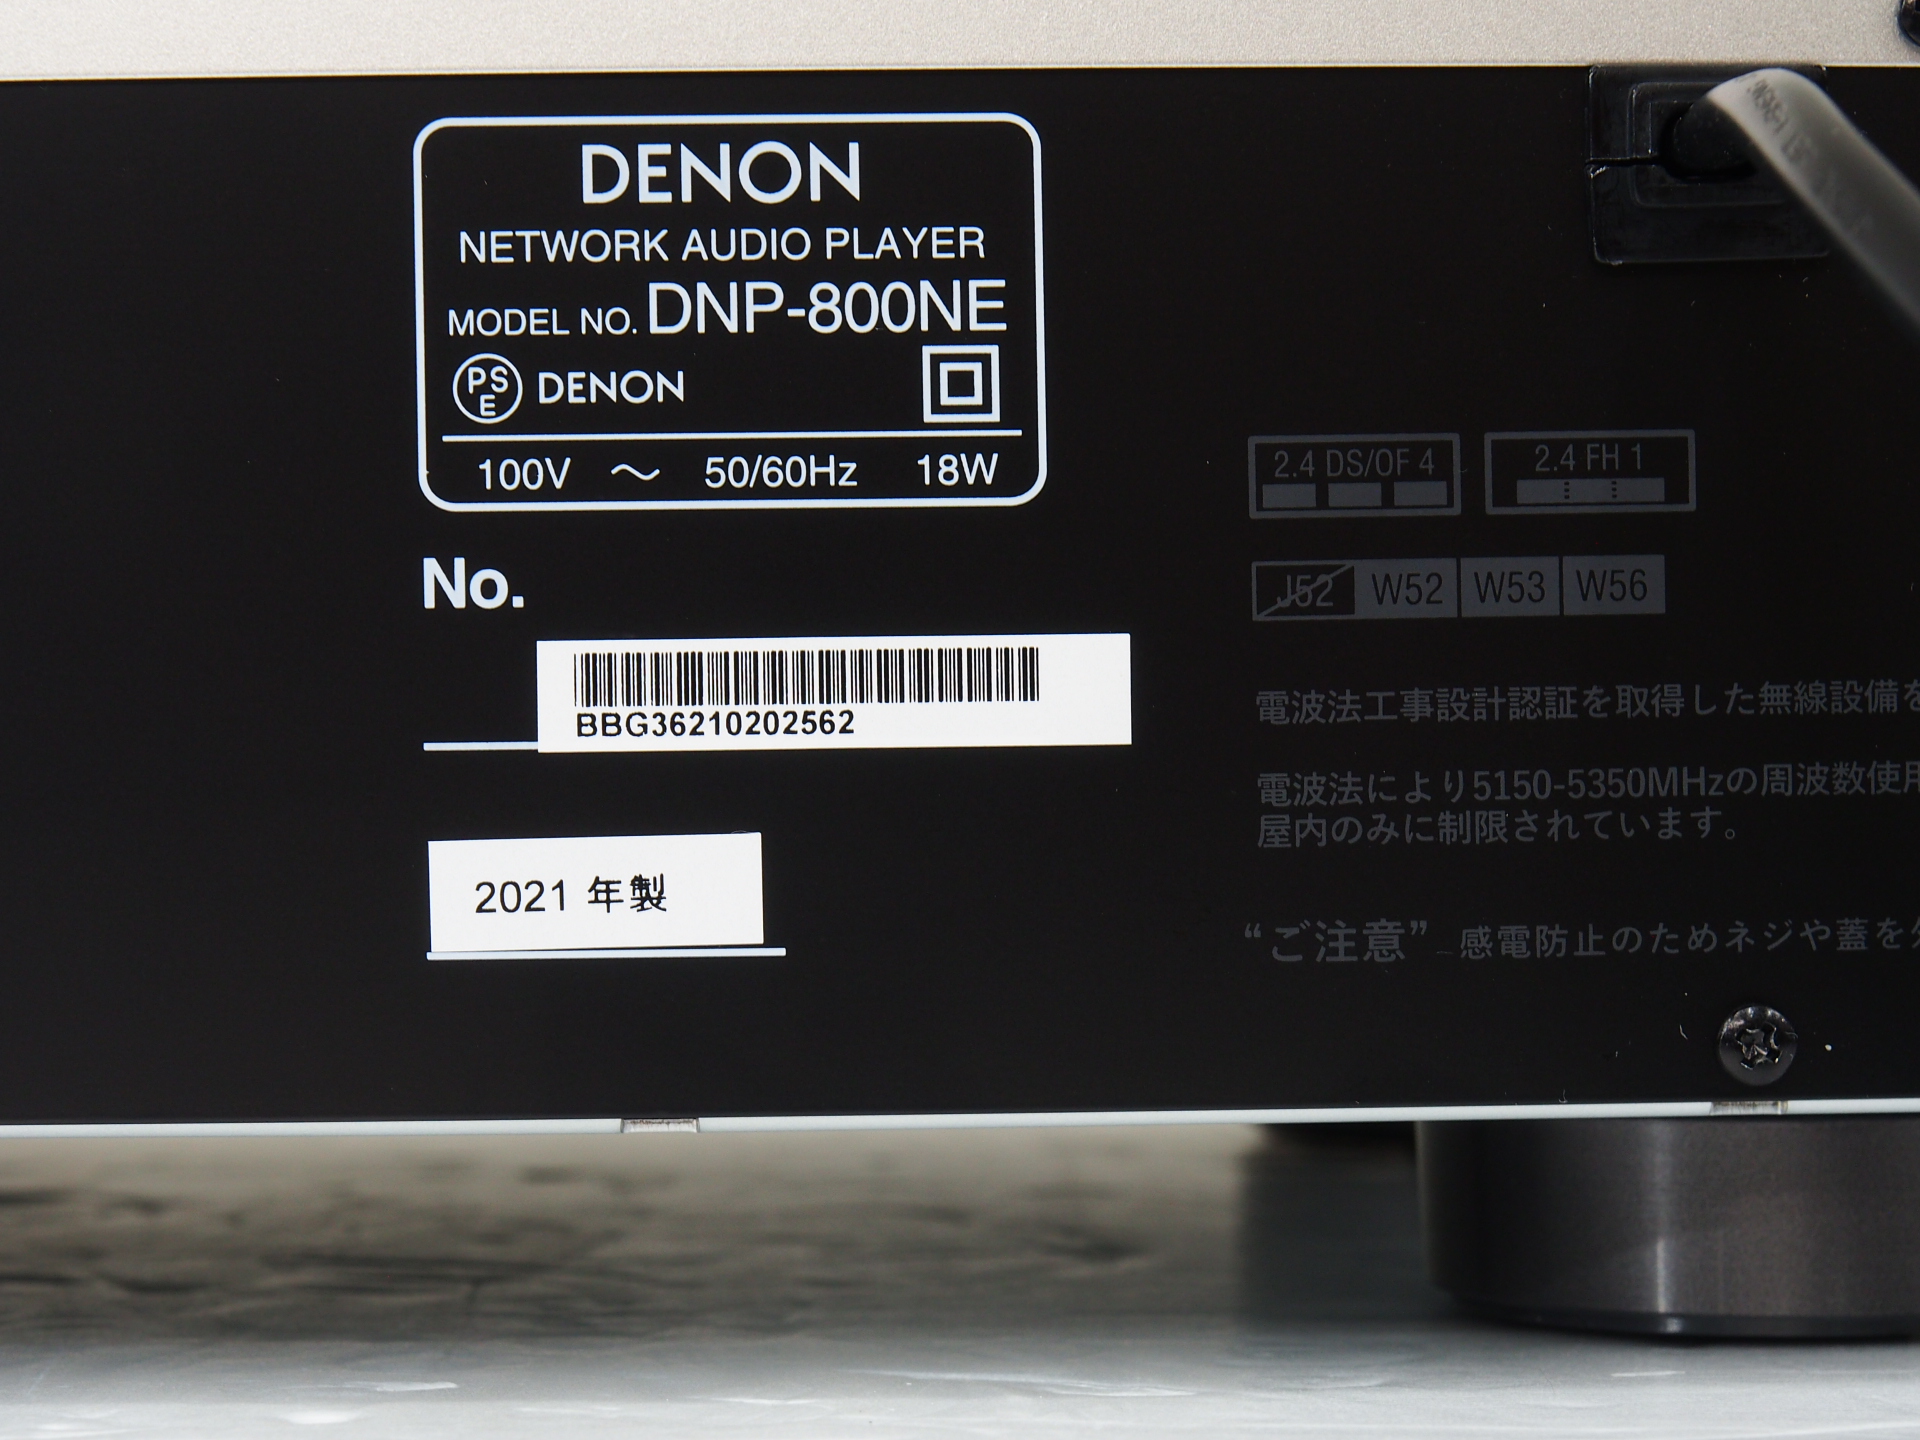 DENON
NETWORK AUDIO PLAYER
MODEL NO. DNP-800NE
PSE DENON
100V ～ 50/60Hz 18W
No.
BBG36210202562
2021 年製
2.4 DS/OF 4
2.4 FH 1
J52 W52 W53 W56
電波法工事設計認証を取得した無線設備を
電波法により5150-5350MHzの周波数使用
屋内のみに制限されています。
“ご注意” 感電防止のためネジや蓋を